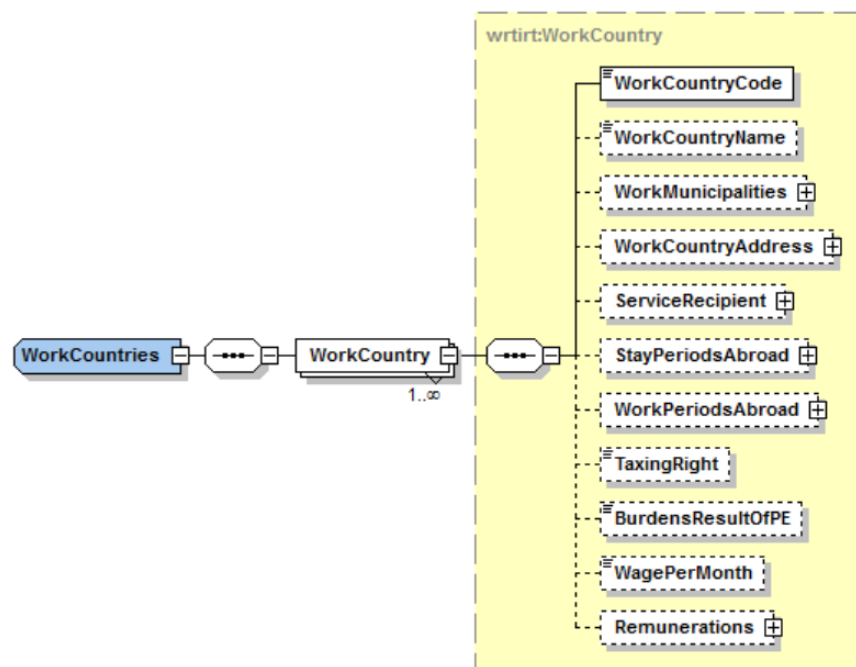 wrtirt:WorkCountry
WorkCountryCode
WorkCountryName
WorkMunicipalities
WorkCountryAddress
ServiceRecipient
WorkCountries
WorkCountry
1..∞
StayPeriodsAbroad
WorkPeriodsAbroad
TaxingRight
BurdensResultOfPE
WagePerMonth
Remunerations